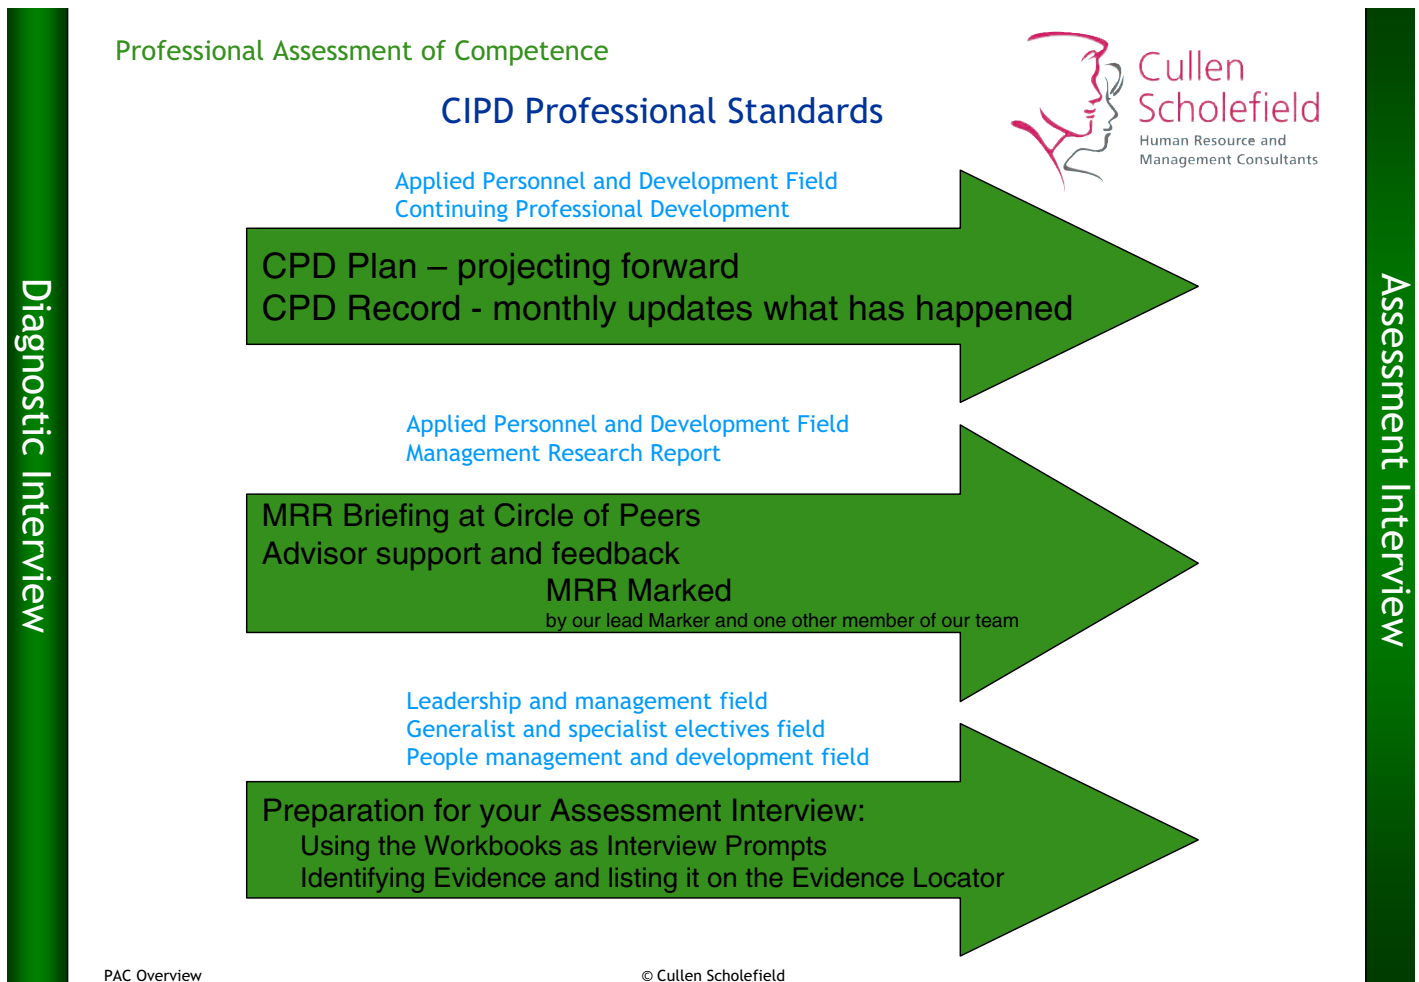 Professional Assessment of Competence
CIPD Professional Standards
Cullen
Scholefield
Human Resource and
Management Consultants
Diagnostic Interview
Applied Personnel and Development Field
Continuing Professional Development
CPD Plan – projecting forward
CPD Record - monthly updates what has happened
Applied Personnel and Development Field
Management Research Report
MRR Briefing at Circle of Peers
Advisor support and feedback
MRR Marked
by our lead Marker and one other member of our team
Leadership and management field
Generalist and specialist electives field
People management and development field
Preparation for your Assessment Interview:
Using the Workbooks as Interview Prompts
Identifying Evidence and listing it on the Evidence Locator
Assessment Interview
PAC Overview
© Cullen Scholefield